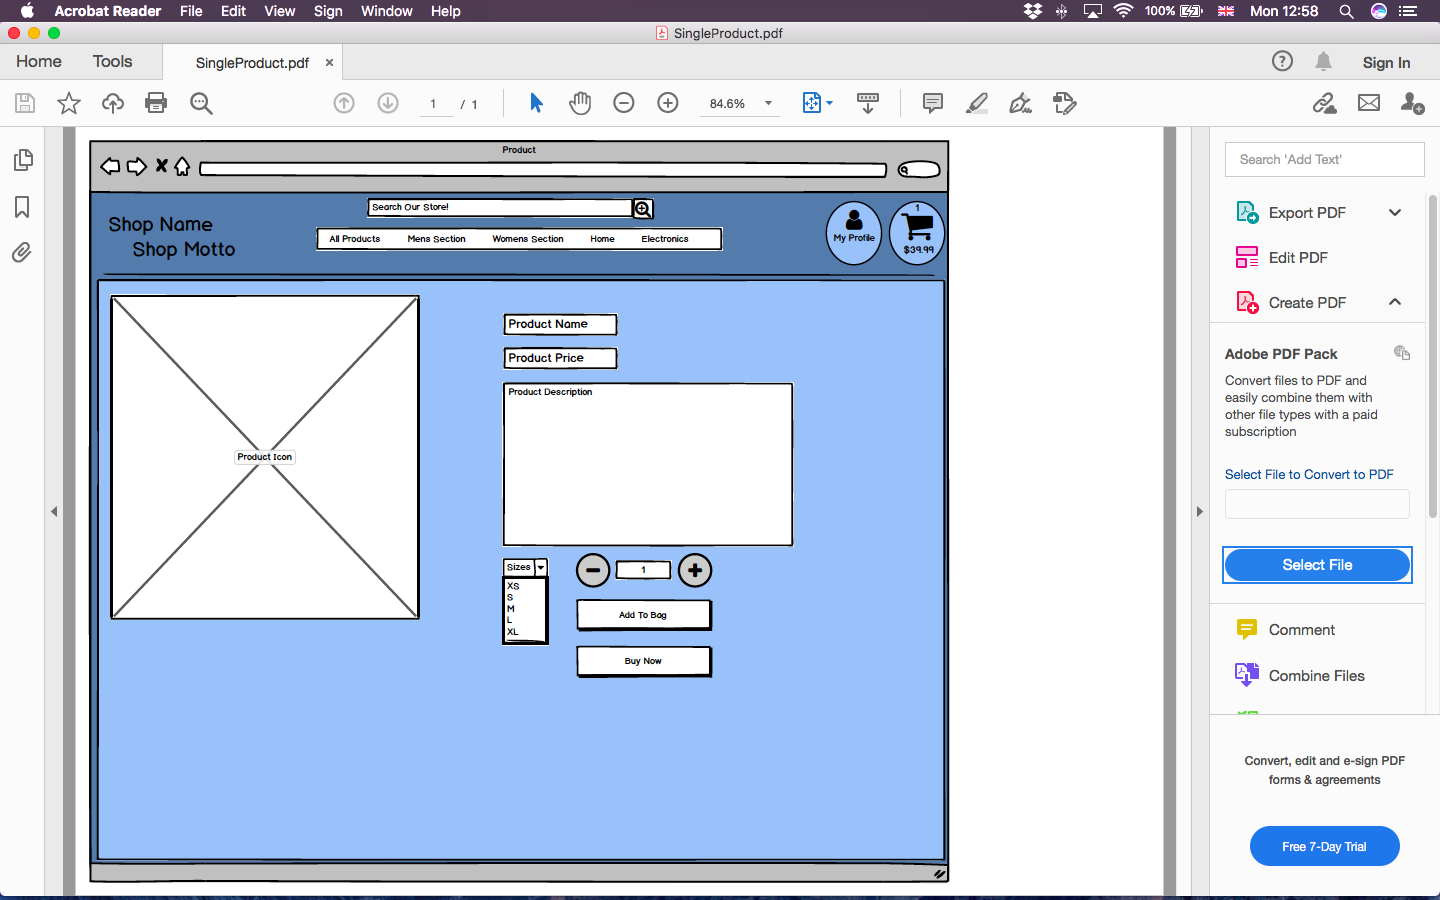 Acrobat Reader File Edit View Sign Window Help 100% Mon 12:58
SingleProduct.pdf
Home Tools SingleProduct.pdf × Sign In
1 / 1 84.6%
Product
Search Our Store!
Shop Name
Shop Motto
All Products Mens Section Womens Section Home Electronics
My Profile
1
$39.99
Product Icon
Product Name
Product Price
Product Description
Sizes
XS
S
M
L
XL
1
Add To Bag
Buy Now
Search 'Add Text'
Export PDF
Edit PDF
Create PDF
Adobe PDF Pack
Convert files to PDF and
easily combine them with
other file types with a paid
subscription
Select File to Convert to PDF
Select File
Comment
Combine Files
Convert, edit and e-sign PDF
forms & agreements
Free 7-Day Trial